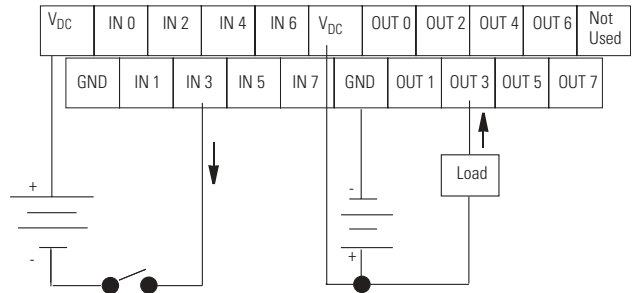 VDC IN 0 IN 2 IN 4 IN 6 VDC OUT 0 OUT 2 OUT 4 OUT 6 Not Used
GND IN 1 IN 3 IN 5 IN 7 GND OUT 1 OUT 3 OUT 5 OUT 7
Load
+
-
-
+